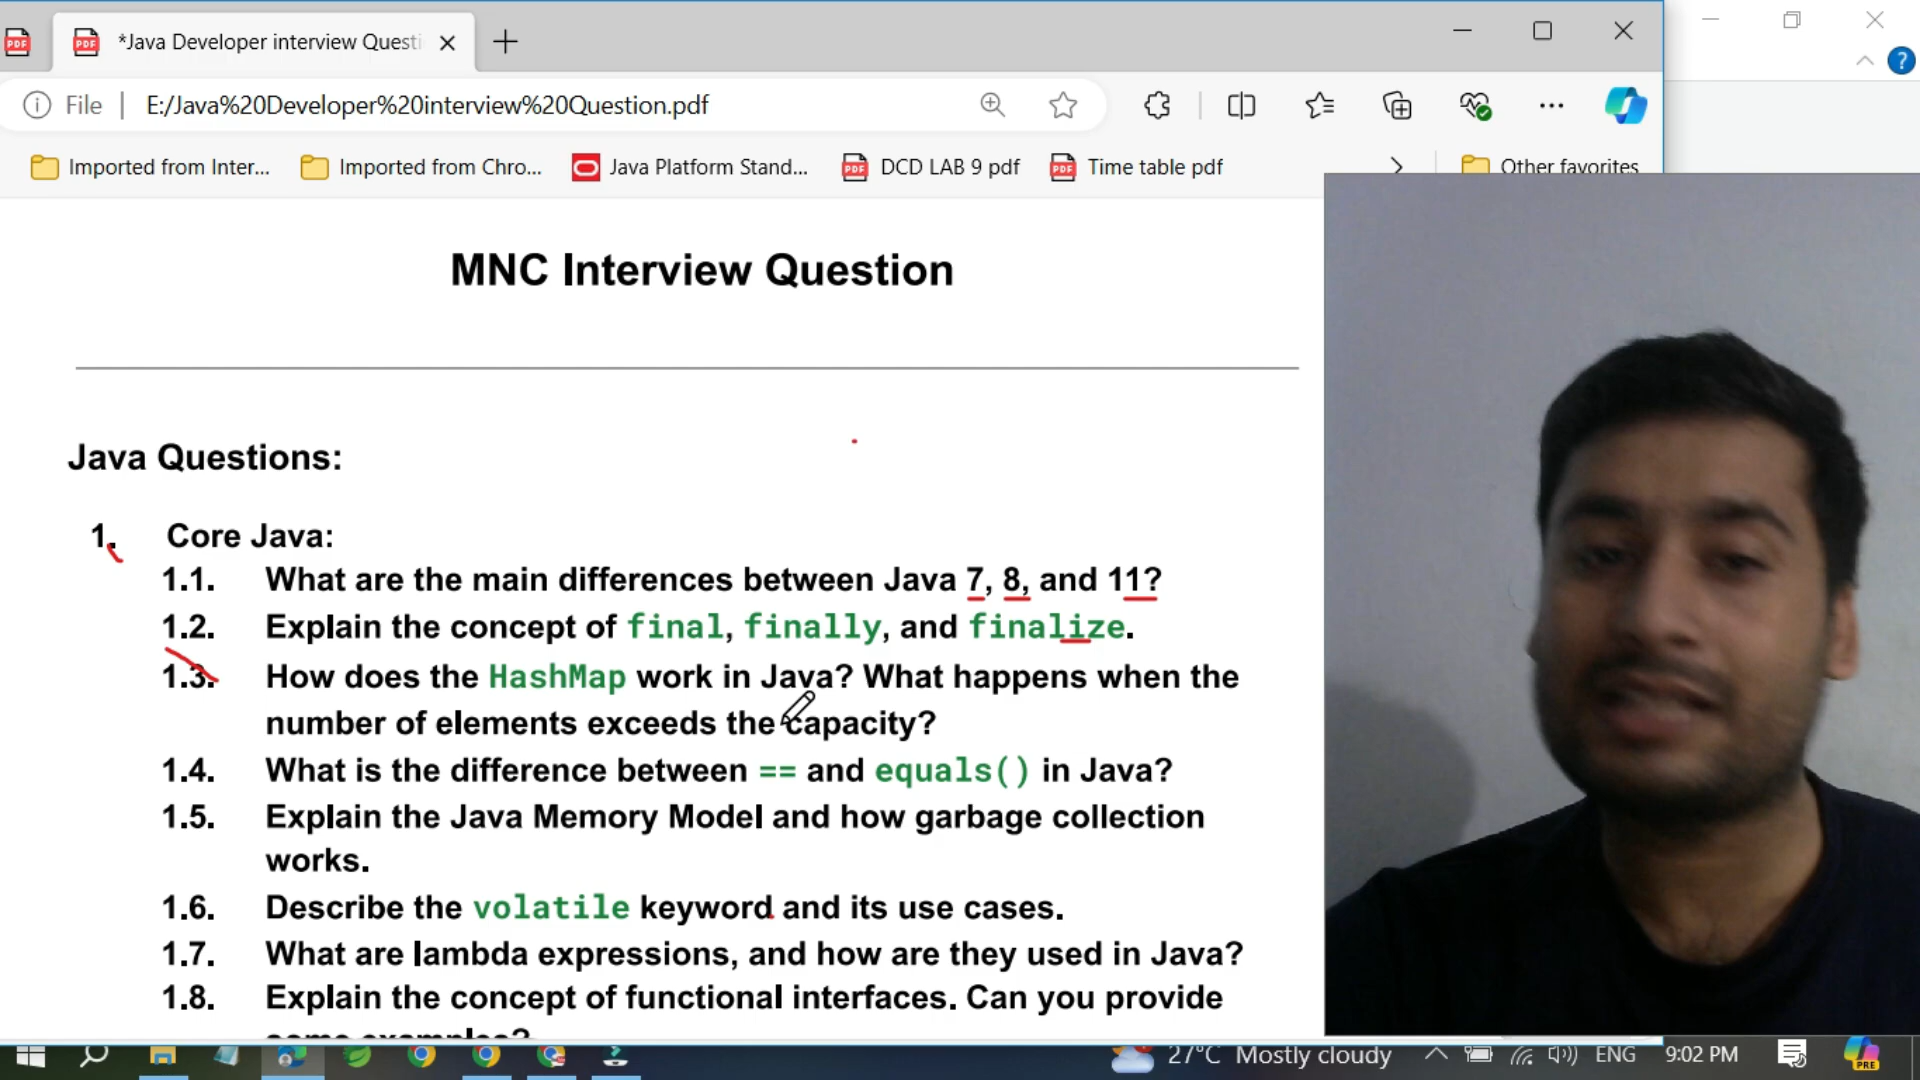 *Java Developer interview Questi
File
E:/Java%20Developer%20interview%20Question.pdf
Imported from Inter...
Imported from Chro...
Java Platform Stand...
PDF
DCD LAB 9 pdf
PDF
Time table pdf
Other favorites
MNC Interview Question
Java Questions:
1. Core Java:
1.1. What are the main differences between Java 7, 8, and 11?
1.2. Explain the concept of final, finally, and finalize.
1.3. How does the HashMap work in Java? What happens when the
number of elements exceeds the capacity?
1.4. What is the difference between == and equals() in Java?
1.5. Explain the Java Memory Model and how garbage collection
works.
1.6. Describe the volatile keyword and its use cases.
1.7. What are lambda expressions, and how are they used in Java?
1.8. Explain the concept of functional interfaces. Can you provide
some examples?
27°C Mostly cloudy
ENG
9:02 PM
PRE